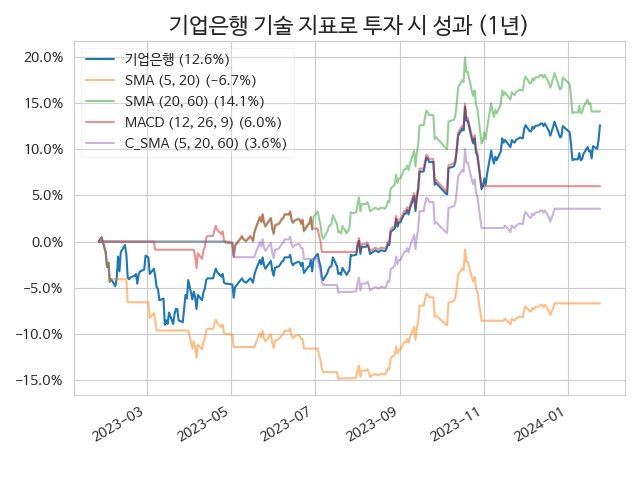 기업은행 기술 지표로 투자 시 성과 (1년)
기업은행 (12.6%)
SMA (5, 20) (−6.7%)
SMA (20, 60) (14.1%)
MACD (12, 26, 9) (6.0%)
C_SMA (5, 20, 60) (3.6%)
20.0%
15.0%
10.0%
5.0%
0.0%
−5.0%
−10.0%
−15.0%
2023-03
2023-05
2023-07
2023-09
2023-11
2024-01